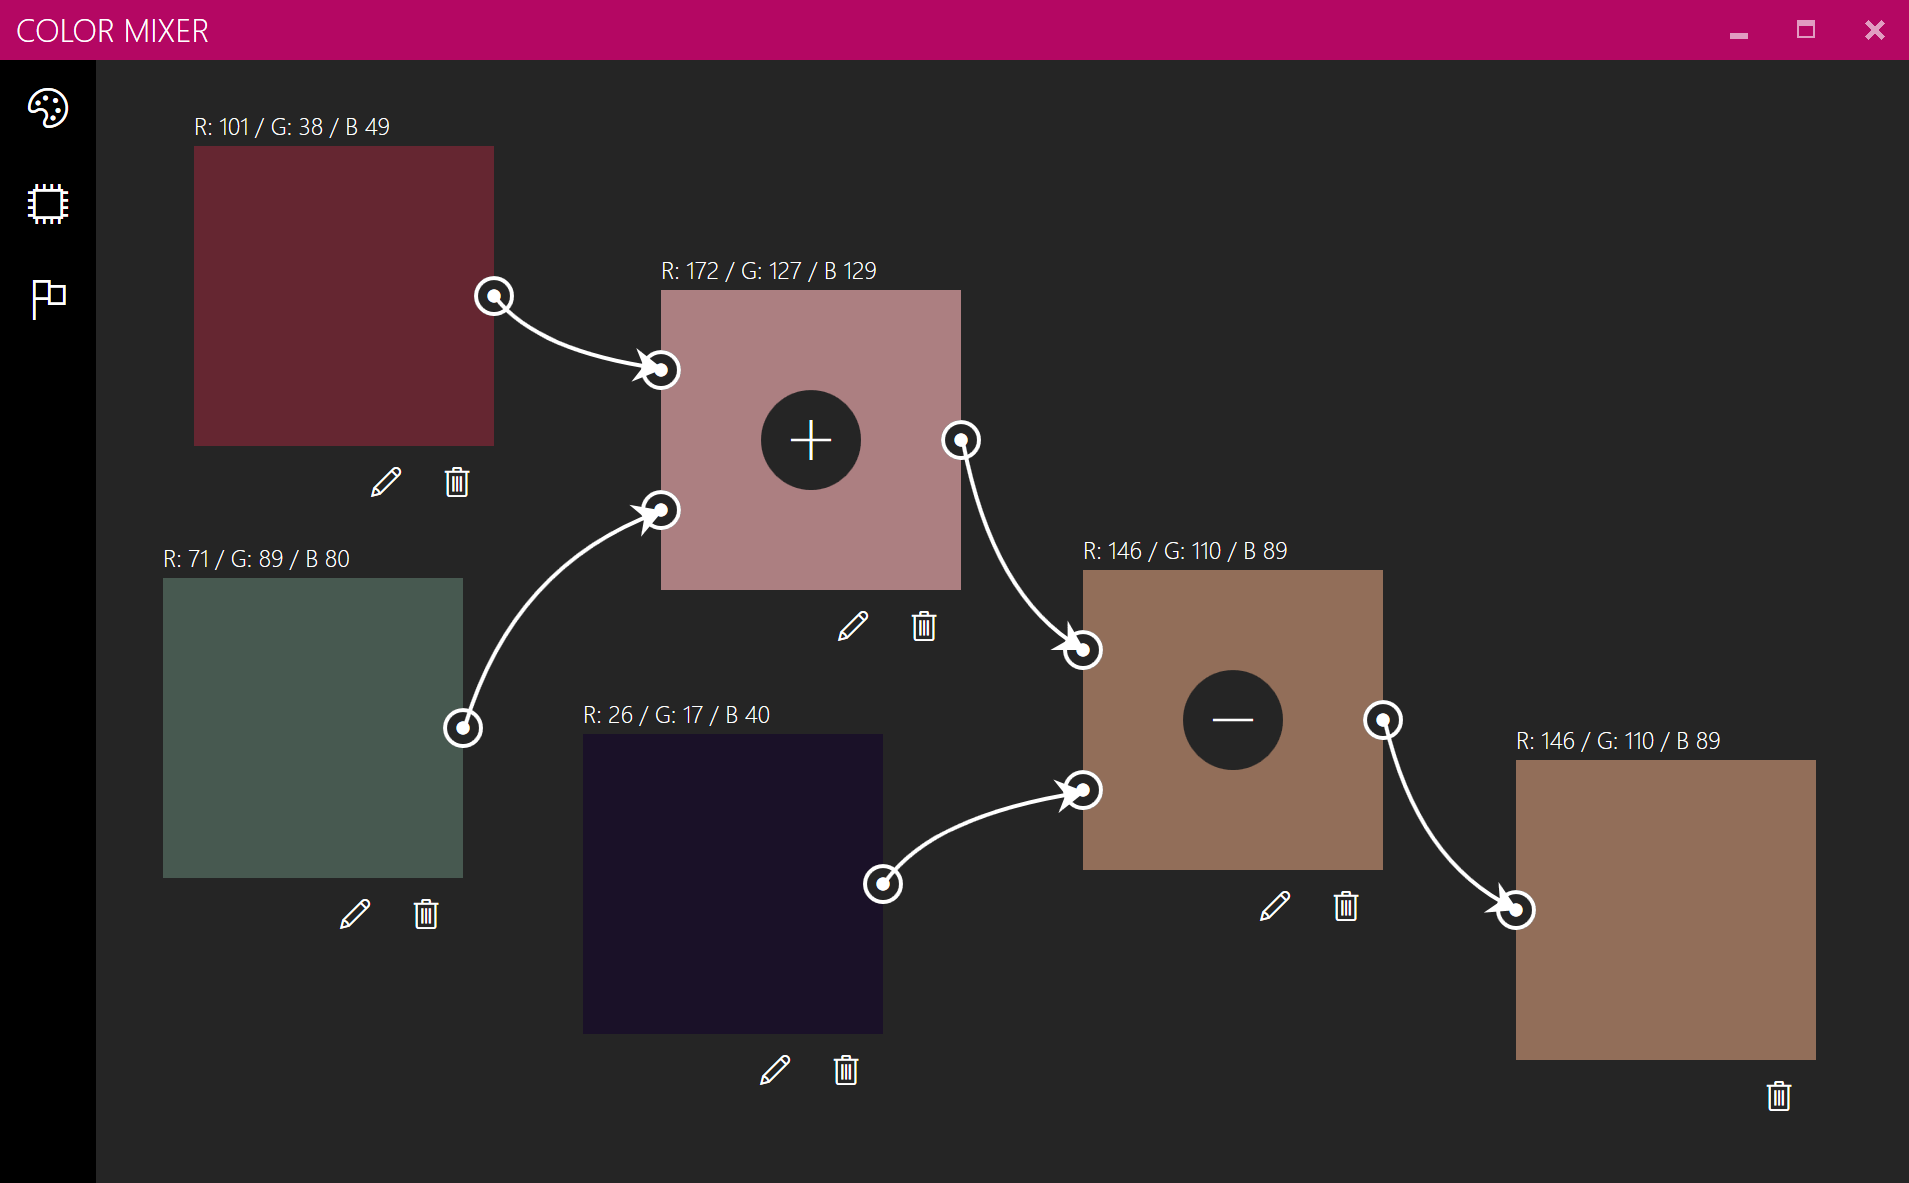 COLOR MIXER
R: 101 / G: 38 / B 49
R: 172 / G: 127 / B 129
R: 71 / G: 89 / B 80
R: 146 / G: 110 / B 89
R: 26 / G: 17 / B 40
R: 146 / G: 110 / B 89